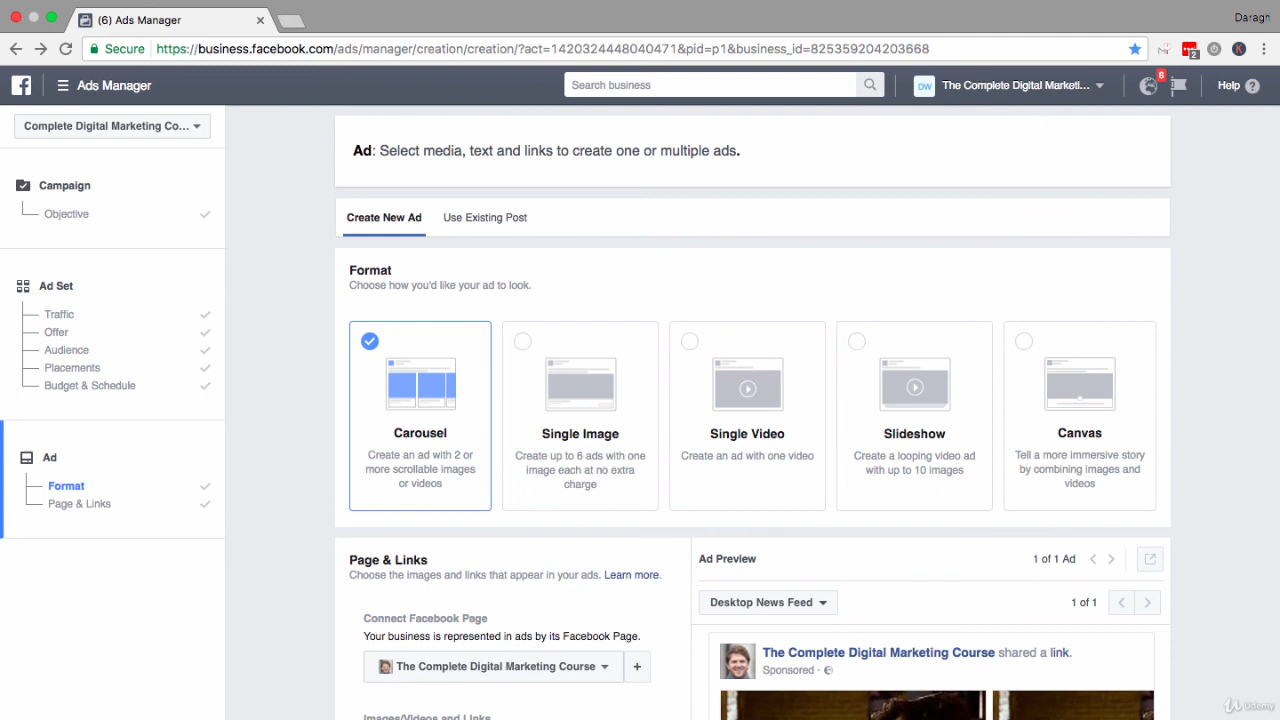 (6) Ads Manager
Daragh
Secure
https://business.facebook.com/ads/manager/creation/creation/?act=1420324448040471&pid=p1&business_id=825359204203668
2
K
Ads Manager
Search business
DW
The Complete Digital Marketi...
6
Help
Complete Digital Marketing Co...
Campaign
Objective
Ad Set
Traffic
Offer
Audience
Placements
Budget & Schedule
Ad
Format
Page & Links
Ad: Select media, text and links to create one or multiple ads.
Create New Ad
Use Existing Post
Format
Choose how you'd like your ad to look.
Carousel
Create an ad with 2 or
more scrollable images
or videos
Single Image
Create up to 6 ads with one
image each at no extra
charge
Single Video
Create an ad with one video
Slideshow
Create a looping video ad
with up to 10 images
Canvas
Tell a more immersive story
by combining images and
videos
Page & Links
Choose the images and links that appear in your ads. Learn more.
Connect Facebook Page
Your business is represented in ads by its Facebook Page.
The Complete Digital Marketing Course
+
Images/Videos and Links
Ad Preview
1 of 1 Ad
Desktop News Feed
1 of 1
The Complete Digital Marketing Course shared a link.
Sponsored ·
Udemy